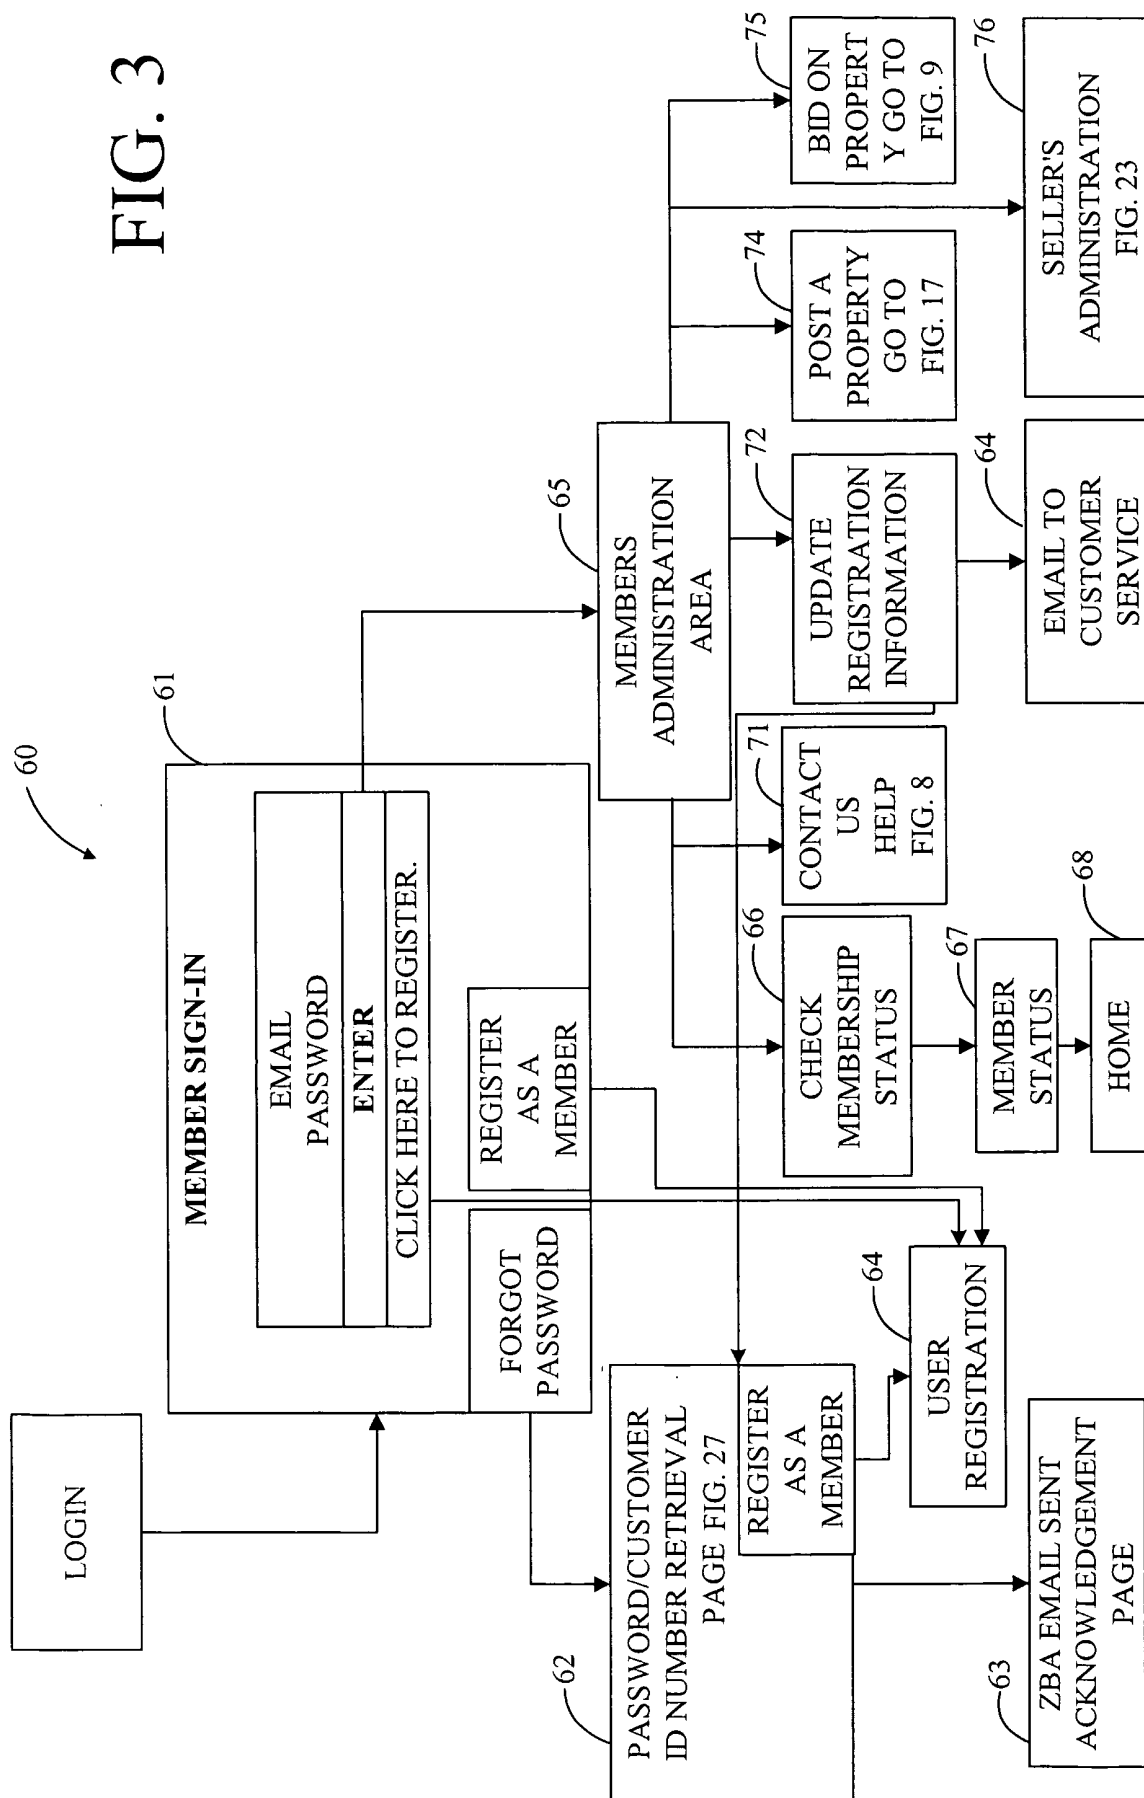 FIG. 3
60
LOGIN
61
MEMBER SIGN-IN
EMAIL
PASSWORD
ENTER
CLICK HERE TO REGISTER.
FORGOT
PASSWORD
REGISTER
AS A
MEMBER
62
PASSWORD/CUSTOMER
ID NUMBER RETRIEVAL
PAGE FIG. 27
REGISTER
AS A
MEMBER
65
MEMBERS
ADMINISTRATION
AREA
64
USER
REGISTRATION
66
CHECK
MEMBERSHIP
STATUS
71
CONTACT
US
HELP
FIG. 8
72
UPDATE
REGISTRATION
INFORMATION
74
POST A
PROPERTY
GO TO
FIG. 17
75
BID ON
PROPERT
Y GO TO
FIG. 9
63
ZBA EMAIL SENT
ACKNOWLEDGEMENT
PAGE
67
MEMBER
STATUS
68
HOME
64
EMAIL TO
CUSTOMER
SERVICE
76
SELLER'S
ADMINISTRATION
FIG. 23